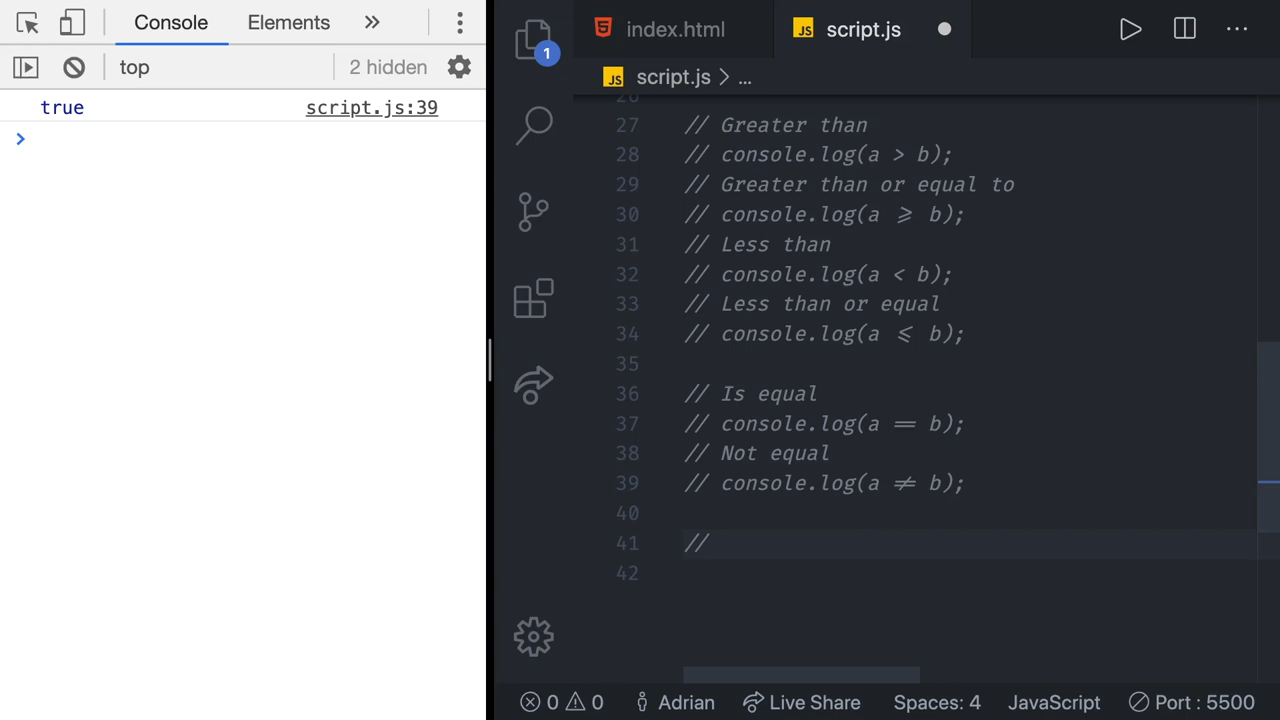 Console Elements
top 2 hidden
true script.js:39
1
index.html
JS script.js
JS script.js > ...
26
27 // Greater than
28 // console.log(a > b);
29 // Greater than or equal to
30 // console.log(a ⩾ b);
31 // Less than
32 // console.log(a < b);
33 // Less than or equal
34 // console.log(a ⩽ b);
35
36 // Is equal
37 // console.log(a == b);
38 // Not equal
39 // console.log(a ≠ b);
40
41 //
42
0 0 Adrian Live Share Spaces: 4 JavaScript Port : 5500